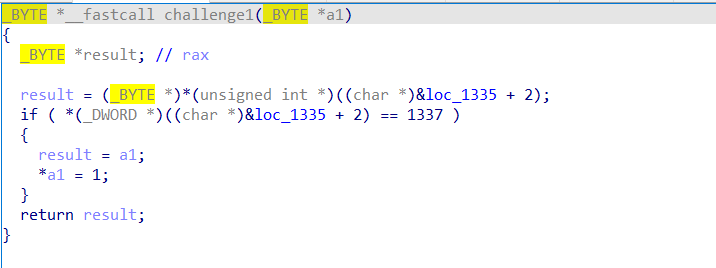 _BYTE *__fastcall challenge1(_BYTE *a1)
{
  _BYTE *result; // rax

  result = (_BYTE *)*(unsigned int *)((char *)&loc_1335 + 2);
  if ( *(_DWORD *)((char *)&loc_1335 + 2) == 1337 )
  {
    result = a1;
    *a1 = 1;
  }
  return result;
}